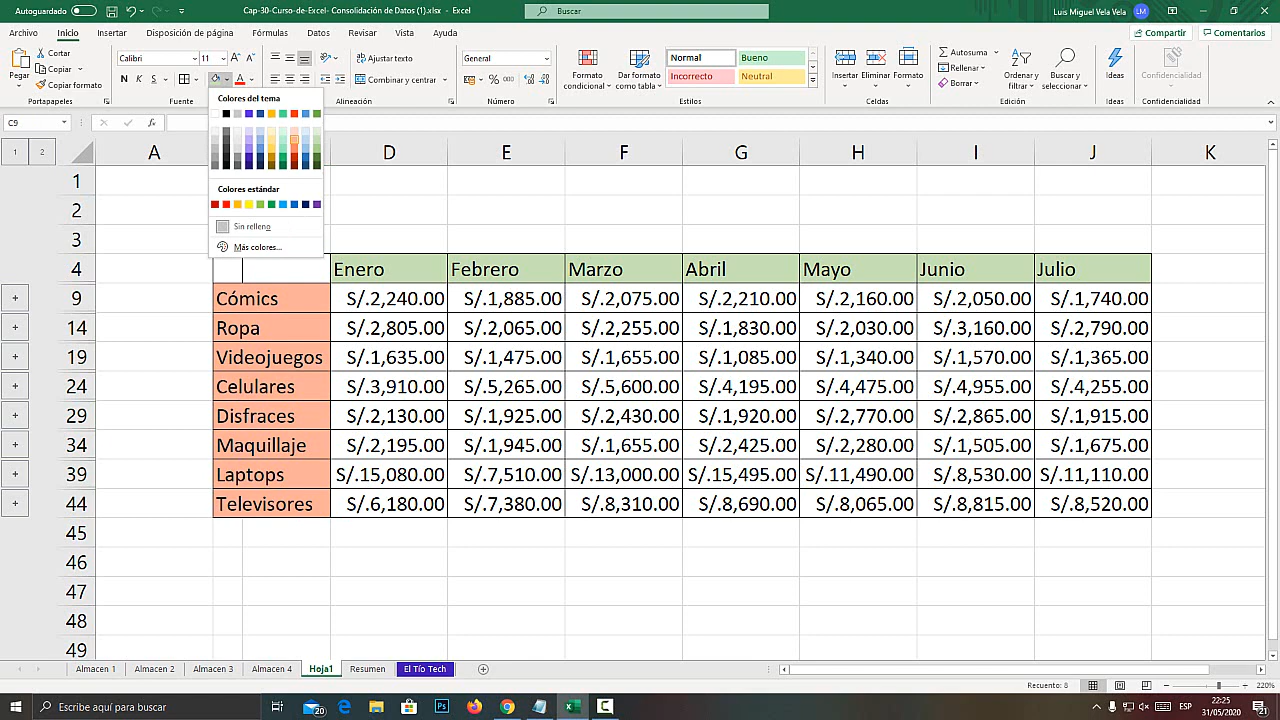 Autoguardado
Cap-30-Curso-de-Excel- Consolidación de Datos (1).xlsx - Excel
Buscar
Luis Miguel Vela Vela
LM
Archivo Inicio Insertar Disposición de página Fórmulas Datos Revisar Vista Ayuda
Compartir Comentarios
Pegar
Cortar
Copiar
Copiar formato
Portapapeles
Calibri 11
N K S
Fuente
Ajustar texto
Combinar y centrar
Alineación
General
% 000
Número
Formato condicional
Dar formato como tabla
Normal Bueno
Incorrecto Neutral
Estilos
Insertar Eliminar Formato
Celdas
Autosuma
Rellenar
Borrar
Ordenar y filtrar
Buscar y seleccionar
Edición
Ideas
Ideas
Confidencialidad
Confidencialidad
C9
fx
Colores del tema
Colores estándar
Sin relleno
Más colores...
1 2
A D E F G H I J K
1
2
3
4 Enero Febrero Marzo Abril Mayo Junio Julio
9 Cómics S/.2,240.00 S/.1,885.00 S/.2,075.00 S/.2,210.00 S/.2,160.00 S/.2,050.00 S/.1,740.00
14 Ropa S/.2,805.00 S/.2,065.00 S/.2,255.00 S/.1,830.00 S/.2,030.00 S/.3,160.00 S/.2,790.00
19 Videojuegos S/.1,635.00 S/.1,475.00 S/.1,655.00 S/.1,085.00 S/.1,340.00 S/.1,570.00 S/.1,365.00
24 Celulares S/.3,910.00 S/.5,265.00 S/.5,600.00 S/.4,195.00 S/.4,475.00 S/.4,955.00 S/.4,255.00
29 Disfraces S/.2,130.00 S/.1,925.00 S/.2,430.00 S/.1,920.00 S/.2,770.00 S/.2,865.00 S/.1,915.00
34 Maquillaje S/.2,195.00 S/.1,945.00 S/.1,655.00 S/.2,425.00 S/.2,280.00 S/.1,505.00 S/.1,675.00
39 Laptops S/.15,080.00 S/.7,510.00 S/.13,000.00 S/.15,495.00 S/.11,490.00 S/.8,530.00 S/.11,110.00
44 Televisores S/.6,180.00 S/.7,380.00 S/.8,310.00 S/.8,690.00 S/.8,065.00 S/.8,815.00 S/.8,520.00
45
46
47
48
49
Almacen 1 Almacen 2 Almacen 3 Almacen 4 Hoja1 Resumen El Tío Tech
Recuento: 8
220%
Escribe aquí para buscar
20
ESP
22:25
31/05/2020